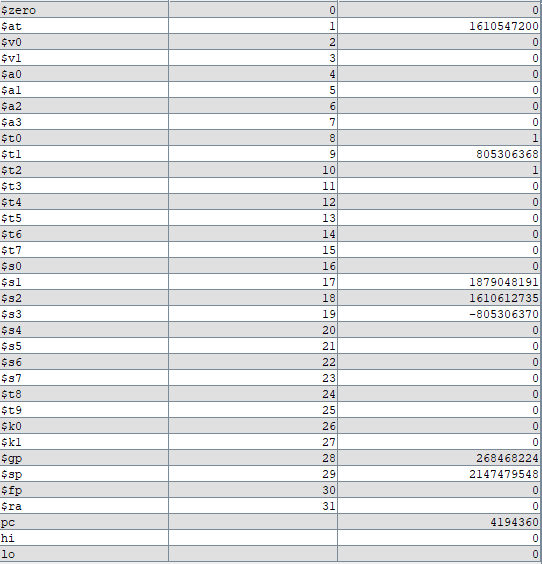 $zero 0 0
$at 1 1610547200
$v0 2 0
$v1 3 0
$a0 4 0
$a1 5 0
$a2 6 0
$a3 7 0
$t0 8 1
$t1 9 805306368
$t2 10 1
$t3 11 0
$t4 12 0
$t5 13 0
$t6 14 0
$t7 15 0
$s0 16 0
$s1 17 1879048191
$s2 18 1610612735
$s3 19 -805306370
$s4 20 0
$s5 21 0
$s6 22 0
$s7 23 0
$t8 24 0
$t9 25 0
$k0 26 0
$k1 27 0
$gp 28 268468224
$sp 29 2147479548
$fp 30 0
$ra 31 0
pc 4194360
hi 0
lo 0